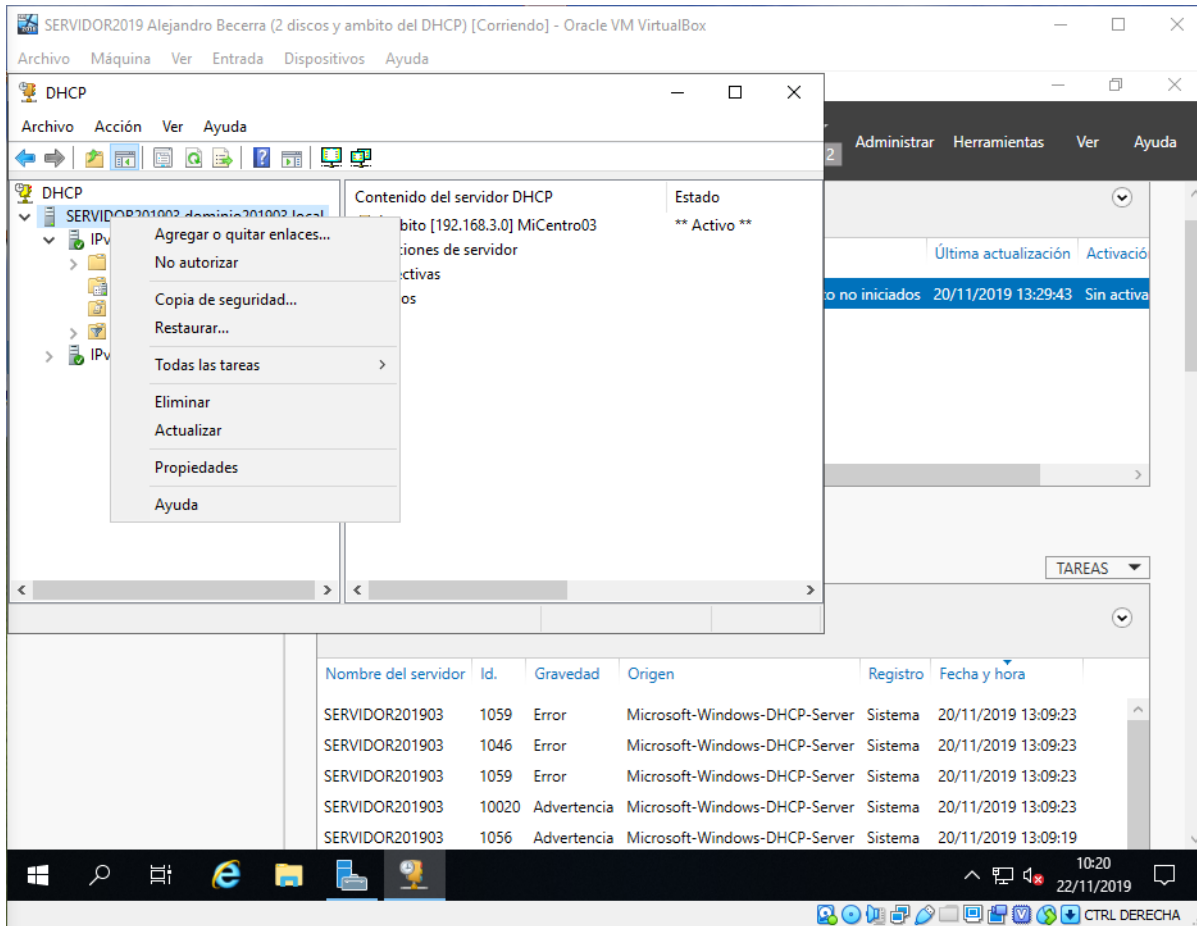 SERVIDOR2019 Alejandro Becerra (2 discos y ambito del DHCP) [Corriendo] - Oracle VM VirtualBox
Archivo Máquina Ver Entrada Dispositivos Ayuda
DHCP
Archivo Acción Ver Ayuda
2 Administrar Herramientas Ver Ayuda
DHCP
SERVIDOR201903.dominio201903.local
IPv
IPv
Agregar o quitar enlaces...
No autorizar
Copia de seguridad...
Restaurar...
Todas las tareas
Eliminar
Actualizar
Propiedades
Ayuda
Contenido del servidor DHCP Estado
bito [192.168.3.0] MiCentro03 ** Activo **
iones de servidor
ectivas
os
Última actualización Activació
o no iniciados 20/11/2019 13:29:43 Sin activa
TAREAS
Nombre del servidor Id. Gravedad Origen Registro Fecha y hora
SERVIDOR201903 1059 Error Microsoft-Windows-DHCP-Server Sistema 20/11/2019 13:09:23
SERVIDOR201903 1046 Error Microsoft-Windows-DHCP-Server Sistema 20/11/2019 13:09:23
SERVIDOR201903 1059 Error Microsoft-Windows-DHCP-Server Sistema 20/11/2019 13:09:23
SERVIDOR201903 10020 Advertencia Microsoft-Windows-DHCP-Server Sistema 20/11/2019 13:09:23
SERVIDOR201903 1056 Advertencia Microsoft-Windows-DHCP-Server Sistema 20/11/2019 13:09:19
10:20
22/11/2019
CTRL DERECHA